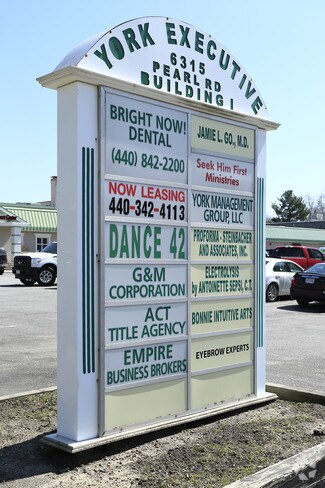 YORK EXECUTIVE
6315
PEARL RD
BUILDING I
BRIGHT NOW!
DENTAL
(440) 842-2200
NOW LEASING
440-342-4113
DANCE 42
G&M
CORPORATION
ACT
TITLE AGENCY
EMPIRE
BUSINESS BROKERS
JAMIE L. GO., M.D.
Seek Him First
Ministries
YORK MANAGEMENT
GROUP, LLC
PROFORMA - STEINBACHER
AND ASSOCIATES, INC.
ELECTROLYSIS
BY ANTOINETTE SEPSI, C.T.
BONNIE INTUITIVE ARTS
EYEBROW EXPERTS